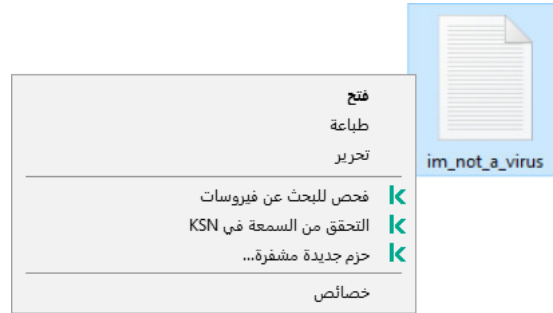 im_not_a_virus
فتح
طباعة
تحرير
فحص للبحث عن فيروسات
التحقق من السمعة في KSN
حزم جديدة مشفرة...
خصائص